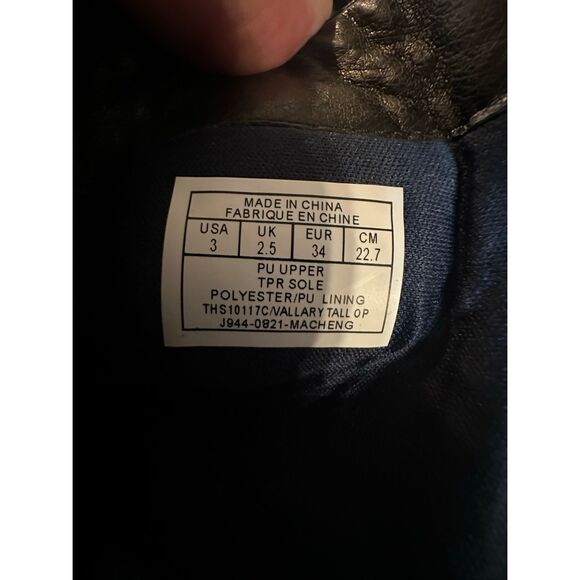 MADE IN CHINA
FABRIQUE EN CHINE
USA UK EUR CM
3 2.5 34 22.7
PU UPPER
TPR SOLE
POLYESTER/PU LINING
THS10117C/VALLARY TALL OP
J944-0821-MACHENG